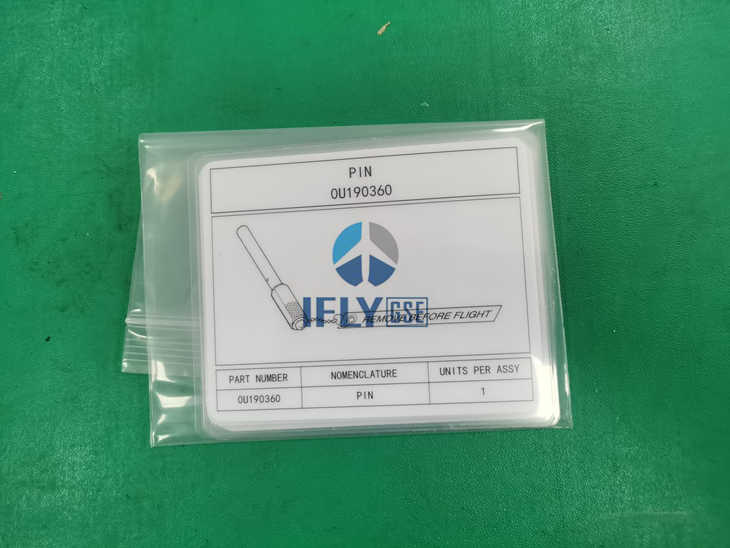 PIN
0U190360
IFLY GSE
REMOVE BEFORE FLIGHT
PART NUMBER NOMENCLATURE UNITS PER ASSY
0U190360 PIN 1